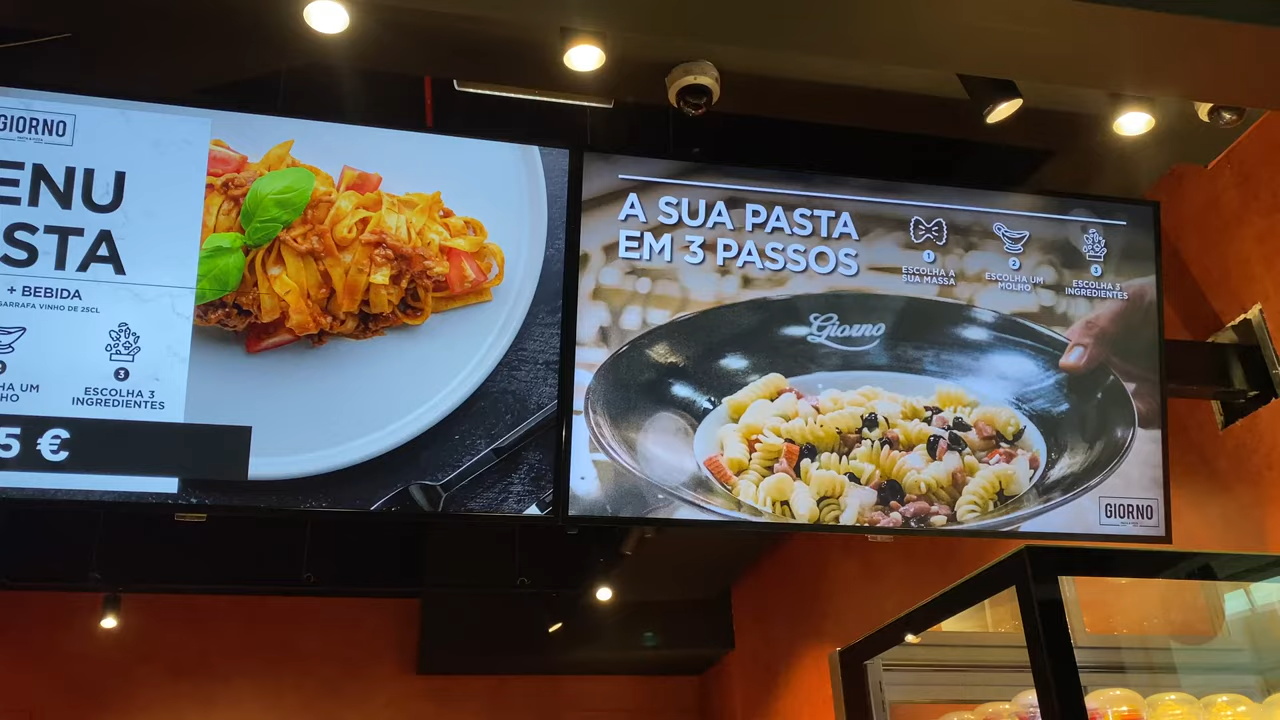 GIORNO
ENU
STA
+ BEBIDA
GARRAFA VINHO DE 25CL
HA UM
HO
3
ESCOLHA 3
INGREDIENTES
5 €
A SUA PASTA
EM 3 PASSOS
1
ESCOLHA A
SUA MASSA
2
ESCOLHA UM
MOLHO
3
ESCOLHA 3
INGREDIENTES
Giorno
GIORNO